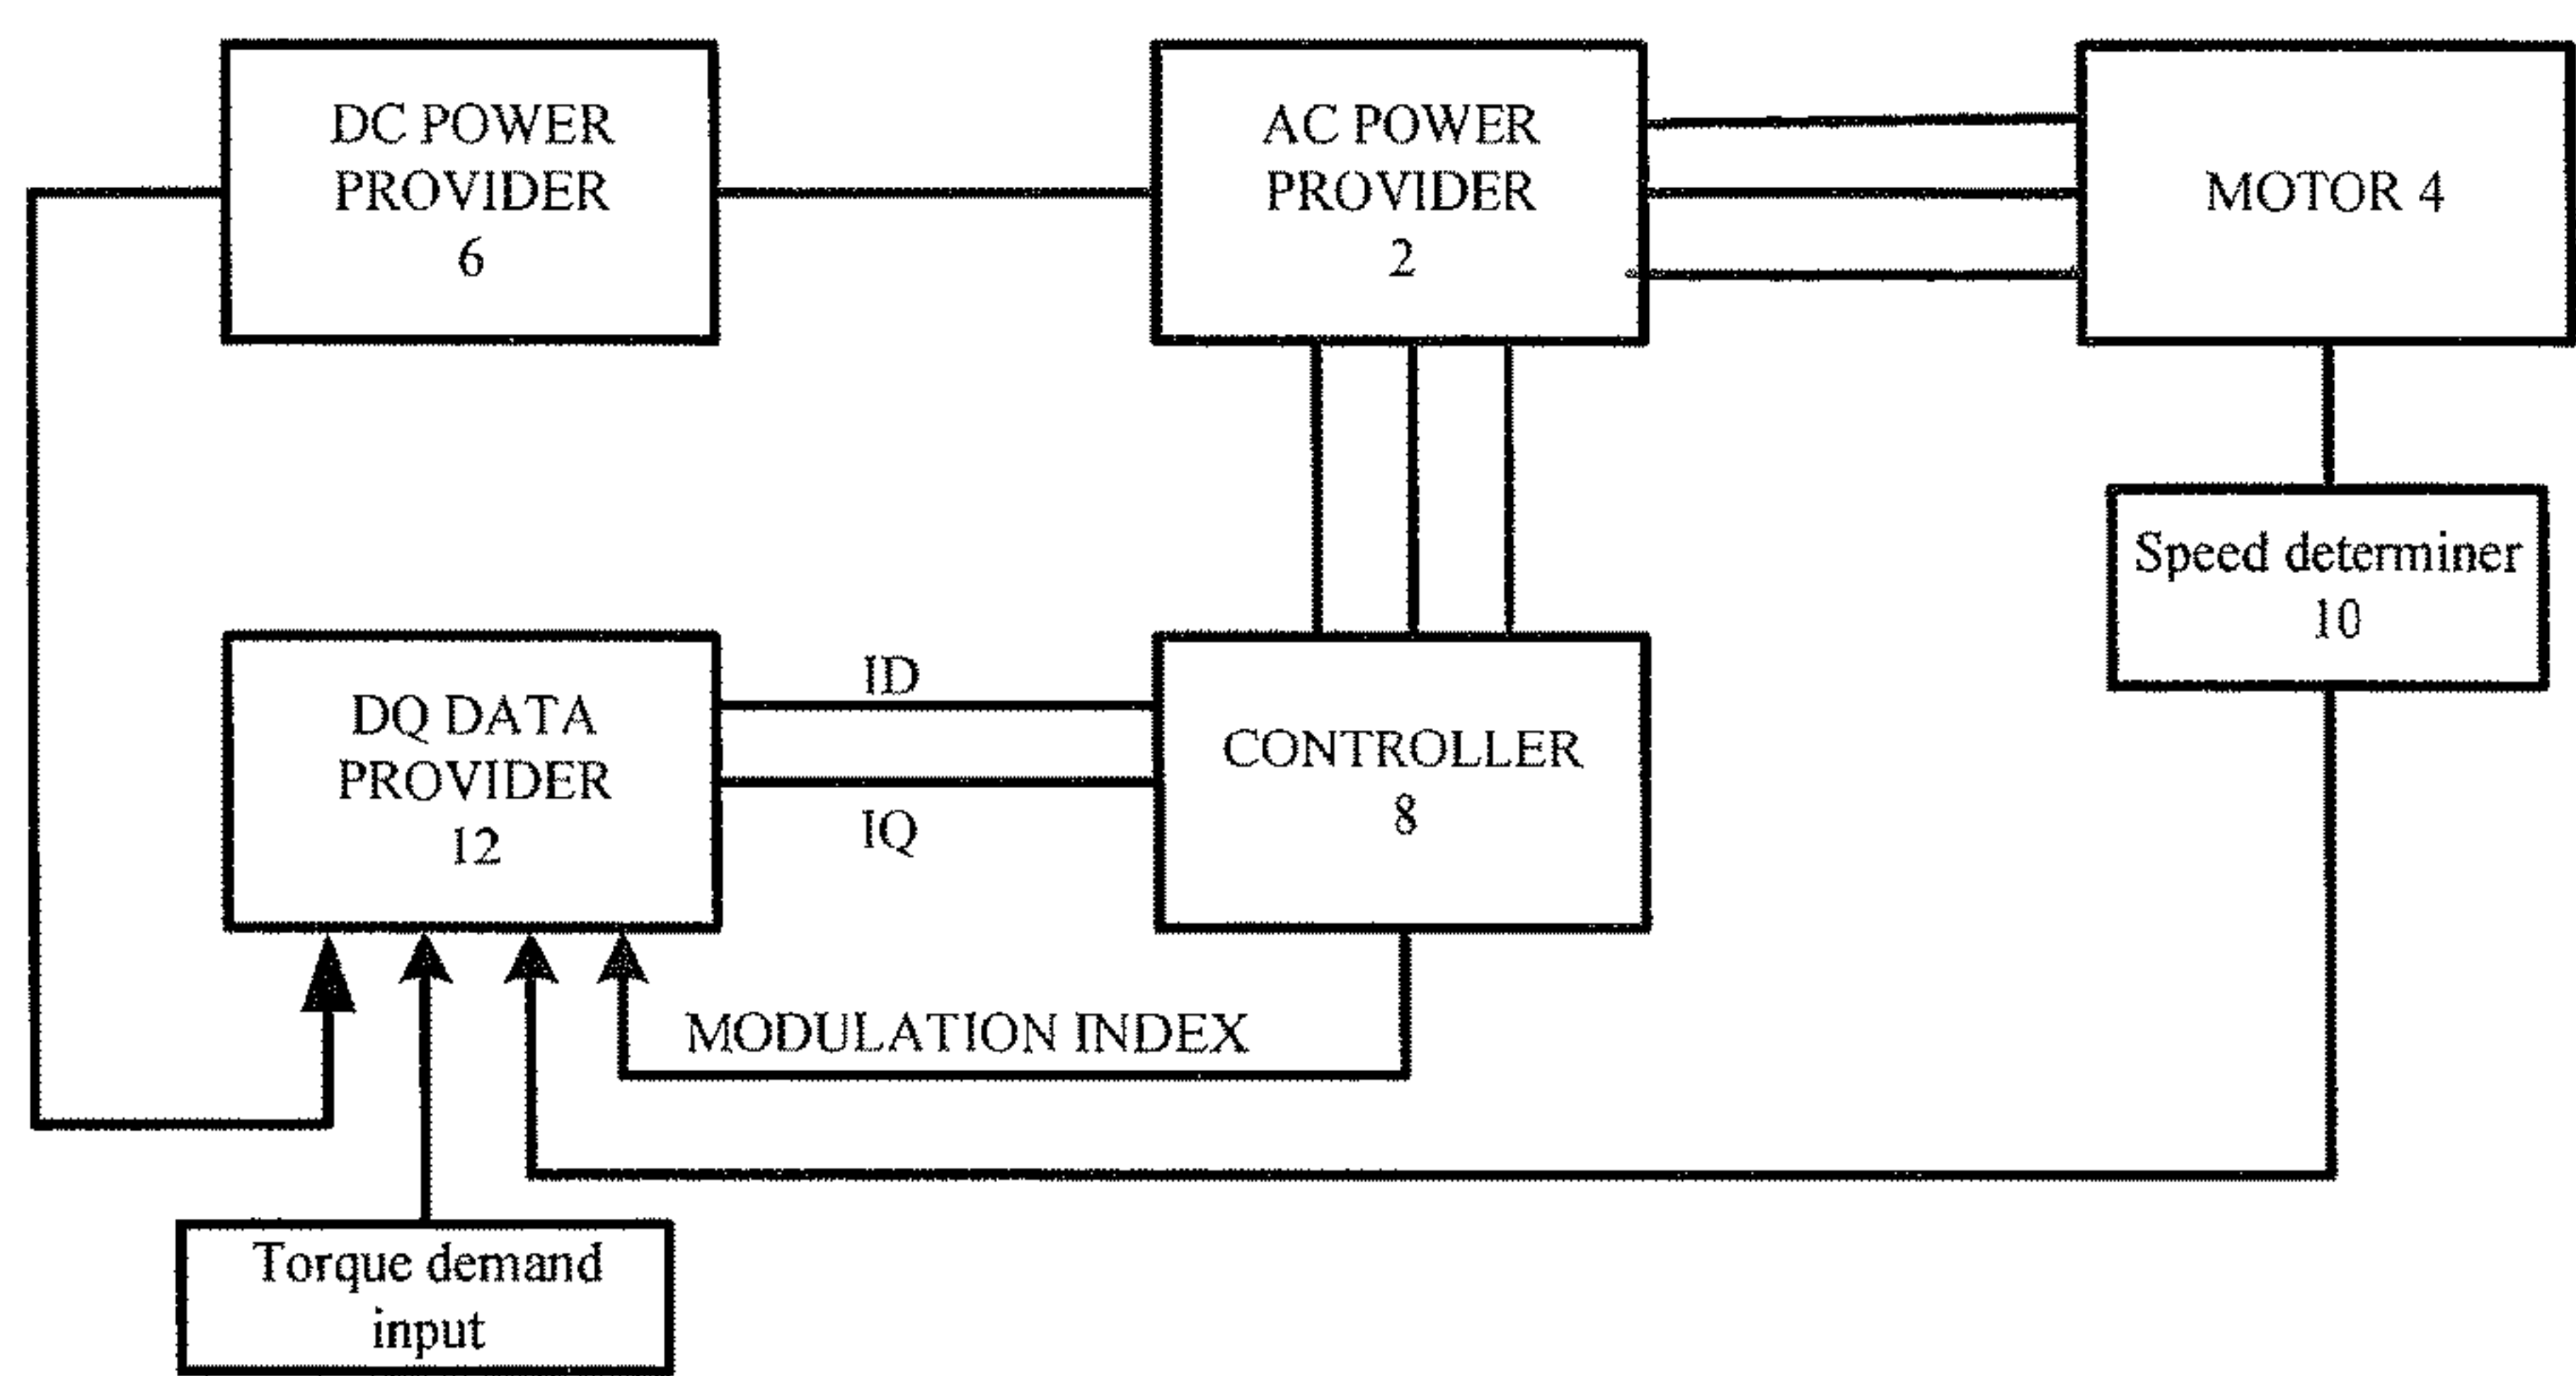 DC POWER
PROVIDER
6
AC POWER
PROVIDER
2
MOTOR 4
Speed determiner
10
DQ DATA
PROVIDER
12
ID
IQ
CONTROLLER
8
MODULATION INDEX
Torque demand
input